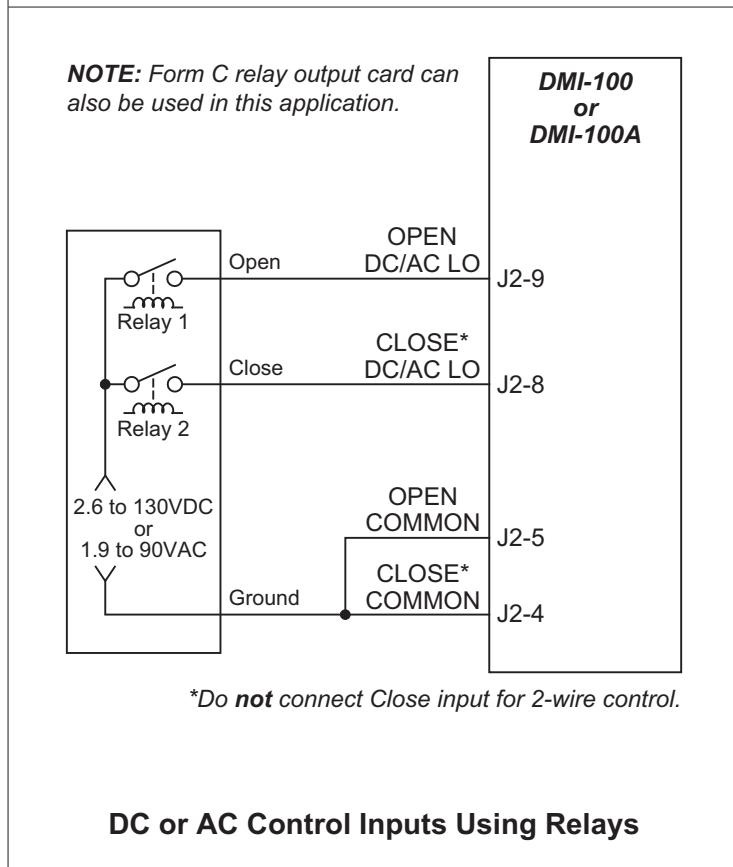 NOTE: Form C relay output card can
also be used in this application.
DMI-100
or
DMI-100A
OPEN
Open
DC/AC LO
J2-9
Relay 1
CLOSE*
Close
DC/AC LO
J2-8
Relay 2
2.6 to 130VDC
or
1.9 to 90VAC
OPEN
COMMON
J2-5
CLOSE*
Ground
COMMON
J2-4
*Do not connect Close input for 2-wire control.
DC or AC Control Inputs Using Relays